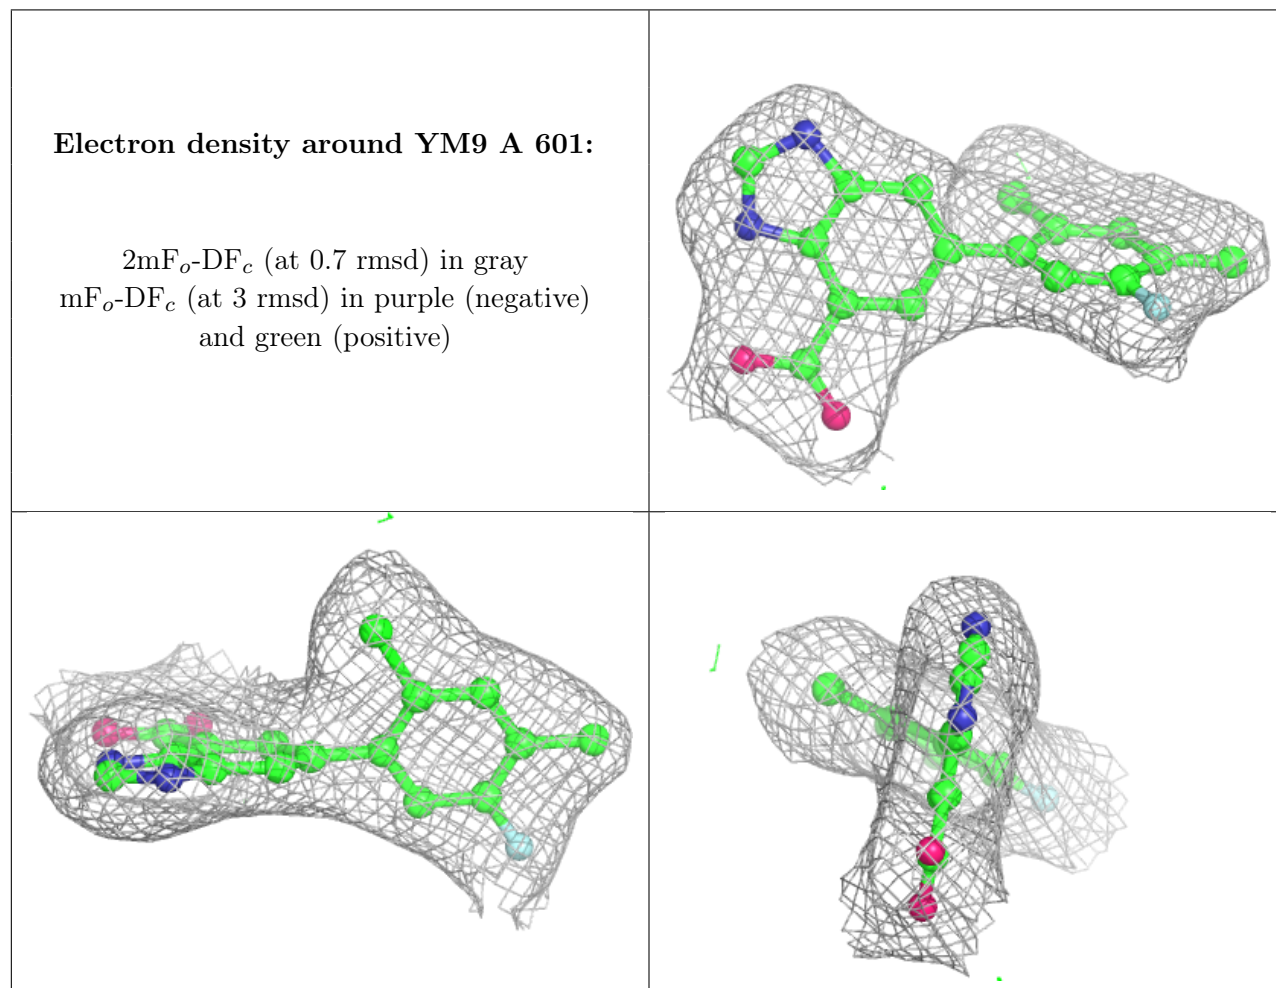 Electron density around YM9 A 601:
2mFo-DFc (at 0.7 rmsd) in gray
mFo-DFc (at 3 rmsd) in purple (negative)
and green (positive)